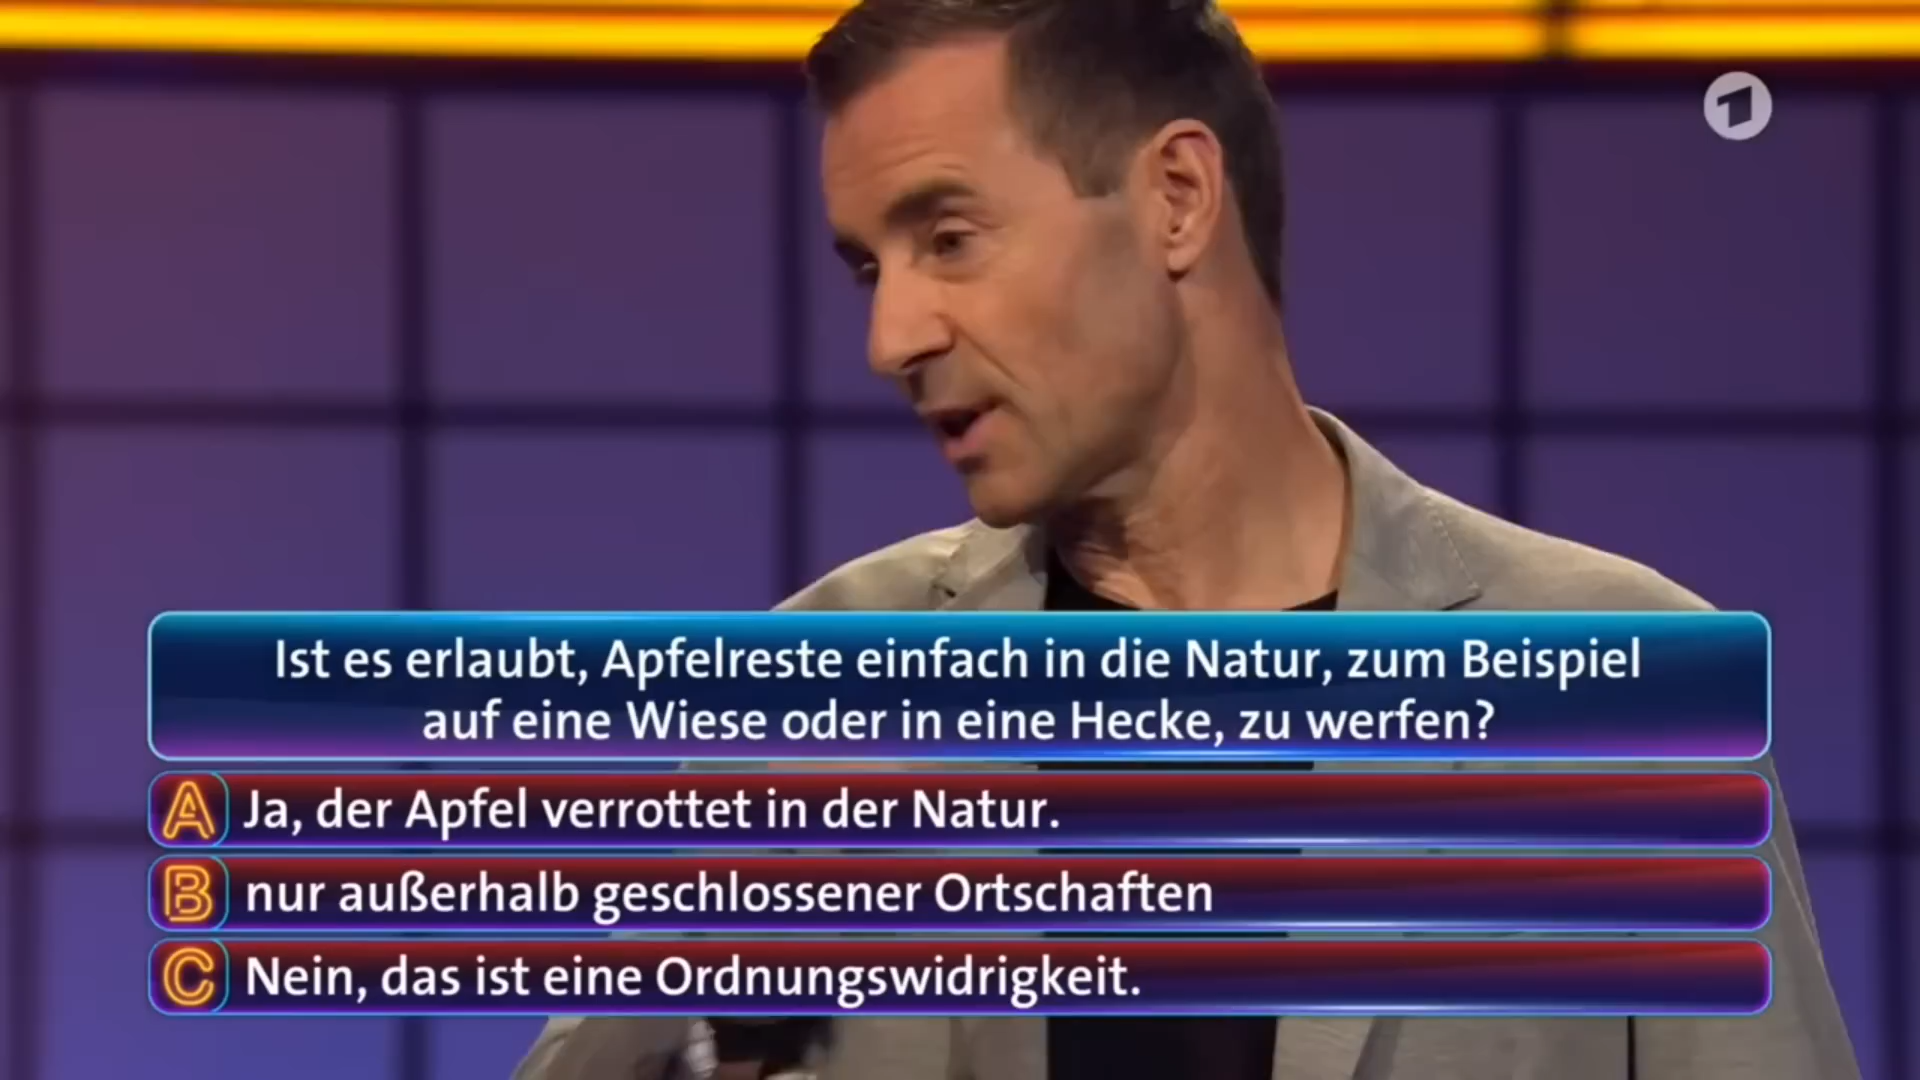 Ist es erlaubt, Apfelreste einfach in die Natur, zum Beispiel
auf eine Wiese oder in eine Hecke, zu werfen?
A Ja, der Apfel verrottet in der Natur.
B nur außerhalb geschlossener Ortschaften
C Nein, das ist eine Ordnungswidrigkeit.